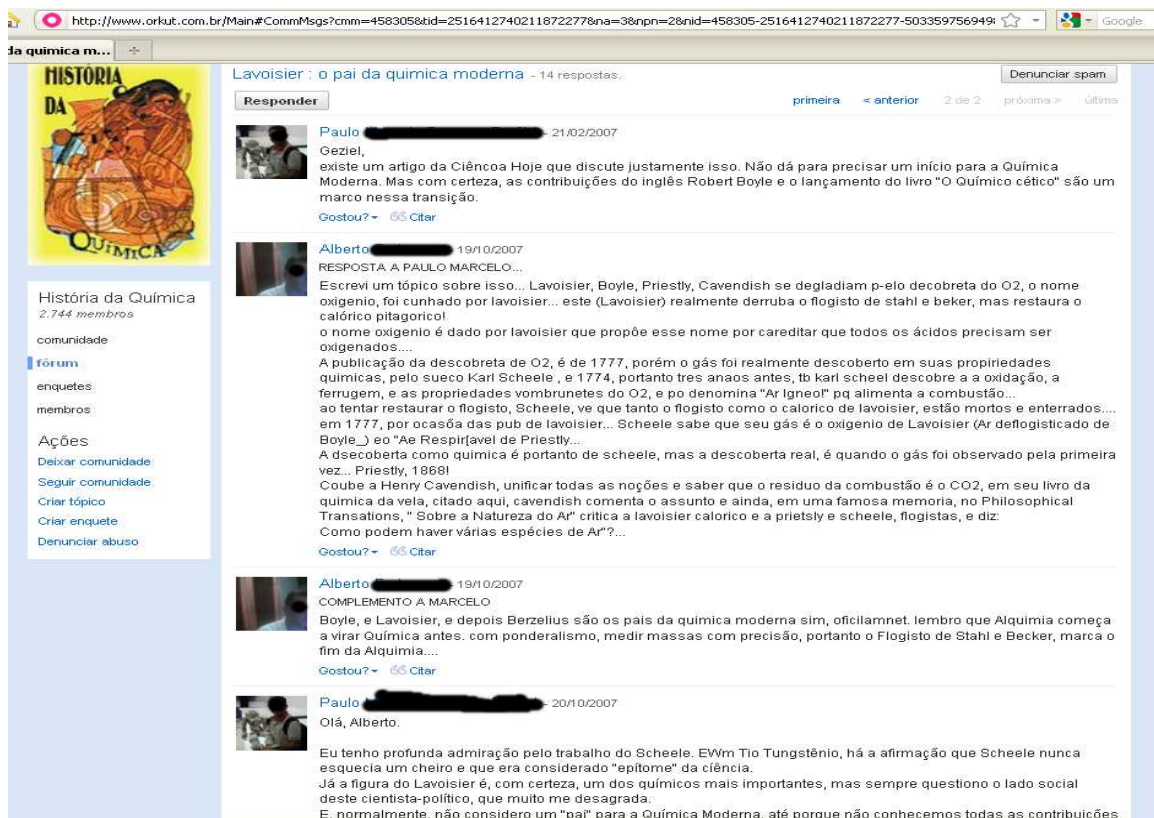 http://www.orkut.com.br/Main#CommMsgs?cmm=458305&tid=2516412740211872277&na=3&npn=2&nid=458305-2516412740211872277-503359756949
Google
da quimica m...
HISTÓRIA
DA
QUIMICA
História da Química
2.744 membros
comunidade
fórum
enquetes
membros
Ações
Deixar comunidade
Seguir comunidade
Criar tópico
Criar enquete
Denunciar abuso
Lavoisier : o pai da quimica moderna - 14 respostas.
Denunciar spam
Responder
primeira < anterior 2 de 2 próxima > última
Paulo - 21/02/2007
Geziel,
existe um artigo da Ciêncoa Hoje que discute justamente isso. Não dá para precisar um início para a Química
Moderna. Mas com certeza, as contribuições do inglês Robert Boyle e o lançamento do livro "O Químico cético" são um
marco nessa transição.
Gostou? Citar
Alberto 19/10/2007
RESPOSTA A PAULO MARCELO...
Escrevi um tópico sobre isso... Lavoisier, Boyle, Priestly, Cavendish se degladiam p-elo decobreta do O2, o nome
oxigenio, foi cunhado por lavoisier... este (Lavoisier) realmente derruba o flogisto de stahl e beker, mas restaura o
calórico pitagorico!
o nome oxigenio é dado por lavoisier que propõe esse nome por careditar que todos os ácidos precisam ser
oxigenados....
A publicação da descobreta de O2, é de 1777, porém o gás foi realmente descoberto em suas propiriedades
quimicas, pelo sueco Karl Scheele , e 1774, portanto tres anaos antes, tb karl scheel descobre a a oxidação, a
ferrugem, e as propriedades vombrunetes do O2, e po denomina "Ar Igneo!" pq alimenta a combustão...
ao tentar restaurar o flogisto, Scheele, ve que tanto o flogisto como o calorico de lavoisier, estão mortos e enterrados....
em 1777, por ocasõa das pub de lavoisier... Scheele sabe que seu gás é o oxigenio de Lavoisier (Ar deflogisticado de
Boyle_) eo "Ae Respir[avel de Priestly...
A dsecoberta como quimica é portanto de scheele, mas a descoberta real, é quando o gás foi observado pela primeira
vez... Priestly, 1868!
Coube a Henry Cavendish, unificar todas as noções e saber que o residuo da combustão é o CO2, em seu livro da
quimica da vela, citado aqui, cavendish comenta o assunto e ainda, em uma famosa memoria, no Philosophical
Transations, " Sobre a Natureza do Ar" critica a lavoisier calorico e a prietsly e scheele, flogistas, e diz:
Como podem haver várias espécies de Ar"?...
Gostou? Citar
Alberto 19/10/2007
COMPLEMENTO A MARCELO
Boyle, e Lavoisier, e depois Berzelius são os pais da quimica moderna sim, oficilamnet. lembro que Alquimia começa
a virar Química antes. com ponderalismo, medir massas com precisão, portanto o Flogisto de Stahl e Becker, marca o
fim da Alquimia....
Gostou? Citar
Paulo - 20/10/2007
Olá, Alberto.
Eu tenho profunda admiração pelo trabalho do Scheele. EWm Tio Tungstênio, há a afirmação que Scheele nunca
esquecia um cheiro e que era considerado "epítome" da ciência.
Já a figura do Lavoisier é, com certeza, um dos químicos mais importantes, mas sempre questiono o lado social
deste cientista-político, que muito me desagrada.
E, normalmente, não considero um "pai" para a Química Moderna, até porque não conhecemos todas as contribuições